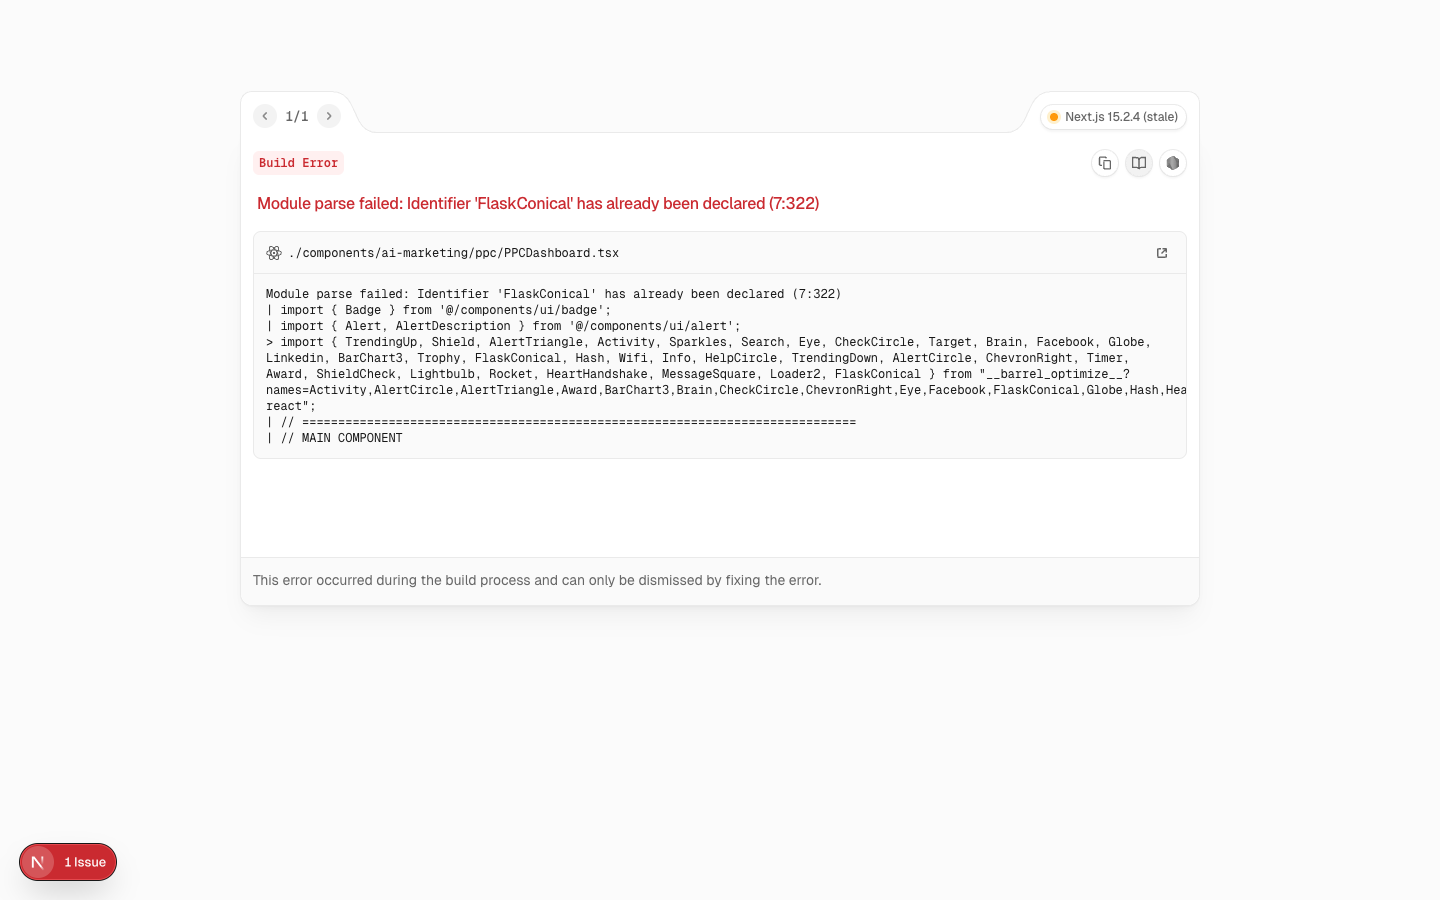 1/1
Next.js 15.2.4 (stale)
Build Error
Module parse failed: Identifier 'FlaskConical' has already been declared (7:322)
./components/ai-marketing/ppc/PPCDashboard.tsx
Module parse failed: Identifier 'FlaskConical' has already been declared (7:322)
| import { Badge } from '@/components/ui/badge';
| import { Alert, AlertDescription } from '@/components/ui/alert';
> import { TrendingUp, Shield, AlertTriangle, Activity, Sparkles, Search, Eye, CheckCircle, Target, Brain, Facebook, Globe,
Linkedin, BarChart3, Trophy, FlaskConical, Hash, Wifi, Info, HelpCircle, TrendingDown, AlertCircle, ChevronRight, Timer,
Award, ShieldCheck, Lightbulb, Rocket, HeartHandshake, MessageSquare, Loader2, FlaskConical } from "__barrel_optimize__?
names=Activity,AlertCircle,AlertTriangle,Award,BarChart3,Brain,CheckCircle,ChevronRight,Eye,Facebook,FlaskConical,Globe,Hash,Hea
react";
| // =============================================================================
| // MAIN COMPONENT
This error occurred during the build process and can only be dismissed by fixing the error.
1 Issue